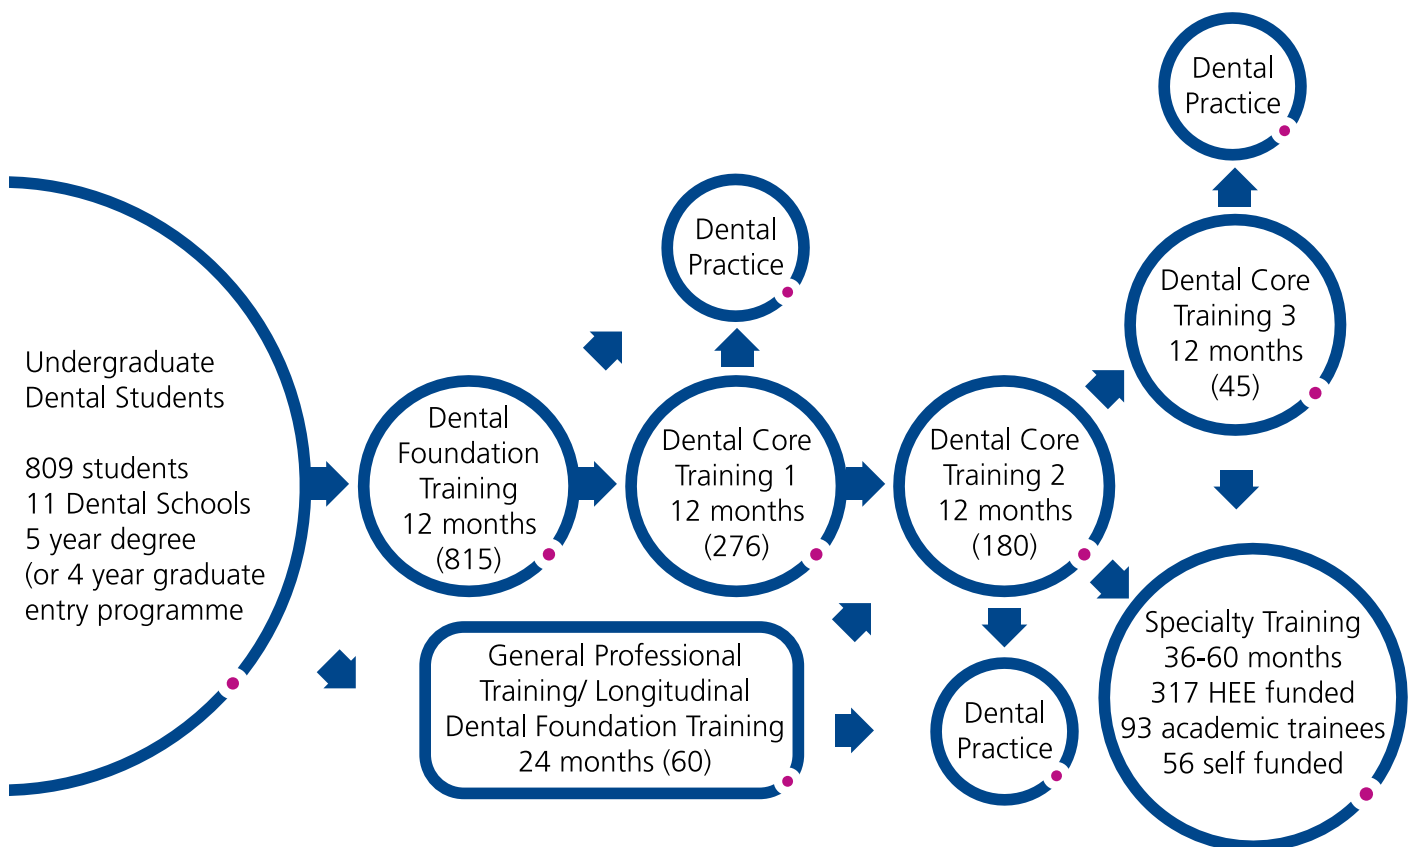 Undergraduate
Dental Students
809 students
11 Dental Schools
5 year degree
(or 4 year graduate
entry programme
Dental
Foundation
Training
12 months
(815)
General Professional
Training/ Longitudinal
Dental Foundation Training
24 months (60)
Dental
Practice
Dental Core
Training 1
12 months
(276)
Dental Core
Training 2
12 months
(180)
Dental
Practice
Dental
Practice
Dental Core
Training 3
12 months
(45)
Specialty Training
36-60 months
317 HEE funded
93 academic trainees
56 self funded